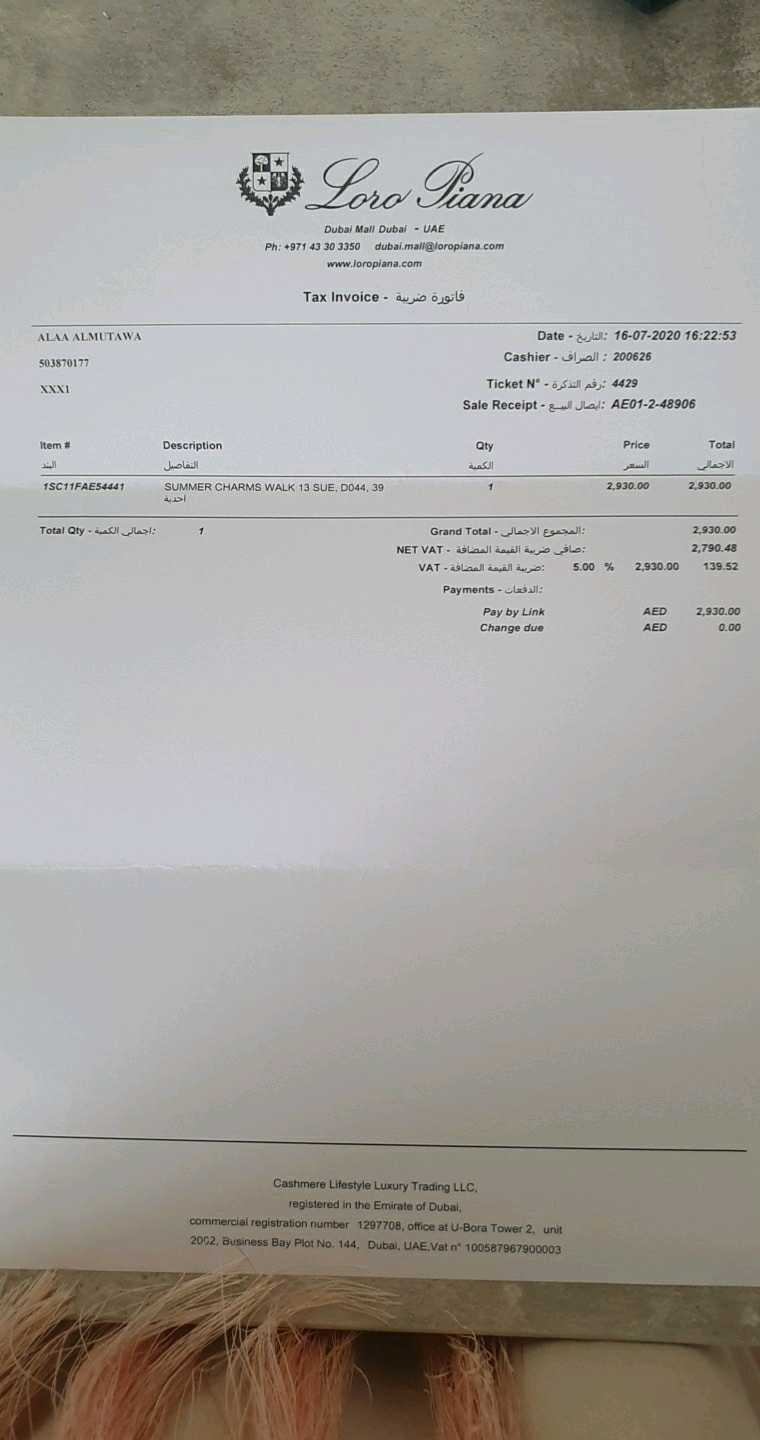 Loro Piana
Dubai Mall Dubai - UAE
Ph: +971 43 30 3350 dubai.mall@loropiana.com
www.loropiana.com
Tax Invoice - فاتورة ضريبة
ALAA ALMUTAWA
503870177
XXX1
Date - التاريخ: 16-07-2020 16:22:53
Cashier - الصراف : 200626
Ticket N° - رقم التذكرة: 4429
Sale Receipt - ايصال البيع: AE01-2-48906
Item # Description Qty Price Total
البند التفاصيل الكمية السعر الاجمالي
1SC11FAE54441 SUMMER CHARMS WALK 13 SUE, D044, 39 1 2,930.00 2,930.00
احدية
Total Qty - اجمالي الكمية: 1 Grand Total - المجموع الاجمالي: 2,930.00
NET VAT - صافي ضريبة القيمة المضافة: 2,790.48
VAT - ضريبة القيمة المضافة: 5.00 % 2,930.00 139.52
Payments - الدفعات:
Pay by Link AED 2,930.00
Change due AED 0.00
Cashmere Lifestyle Luxury Trading LLC,
registered in the Emirate of Dubai,
commercial registration number 1297708, office at U-Bora Tower 2, unit
2002, Business Bay Plot No. 144, Dubai, UAE,Vat n° 100587967900003